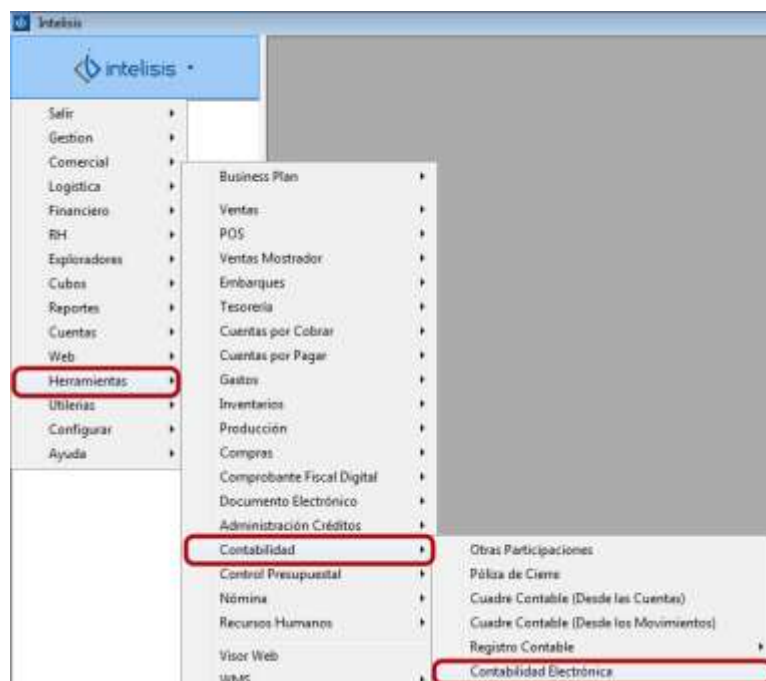 Intelisis
intelisis
Salir
Gestion
Comercial
Logistica
Financiero
RH
Exploradores
Cubos
Reportes
Cuentas
Web
Herramientas
Utilerias
Configurar
Ayuda
Business Plan
Ventas
POS
Ventas Mostrador
Embarques
Tesorería
Cuentas por Cobrar
Cuentas por Pagar
Gastos
Inventarios
Producción
Compras
Comprobante Fiscal Digital
Documento Electrónico
Administración Créditos
Contabilidad
Control Presupuestal
Nómina
Recursos Humanos
Visor Web
WMS
Otras Participaciones
Póliza de Cierre
Cuadre Contable (Desde las Cuentas)
Cuadre Contable (Desde los Movimientos)
Registro Contable
Contabilidad Electrónica